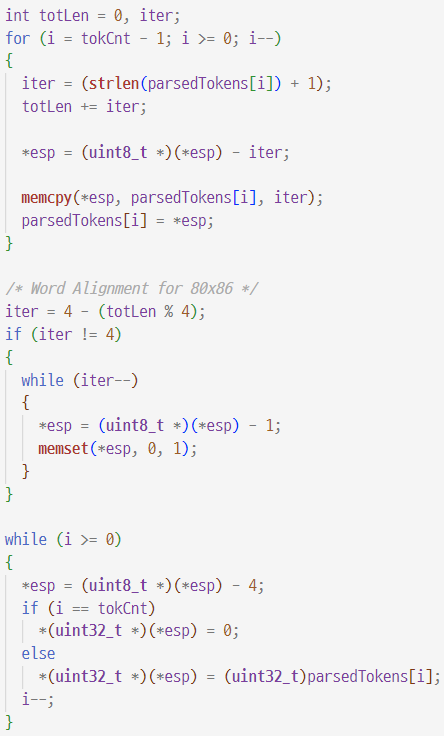 int totLen = 0, iter;
for (i = tokCnt - 1; i >= 0; i--)
{
  iter = (strlen(parsedTokens[i]) + 1);
  totLen += iter;

  *esp = (uint8_t *)(*esp) - iter;

  memcpy(*esp, parsedTokens[i], iter);
  parsedTokens[i] = *esp;
}

/* Word Alignment for 80x86 */
iter = 4 - (totLen % 4);
if (iter != 4)
{
  while (iter--)
  {
    *esp = (uint8_t *)(*esp) - 1;
    memset(*esp, 0, 1);
  }
}

while (i >= 0)
{
  *esp = (uint8_t *)(*esp) - 4;
  if (i == tokCnt)
    *(uint32_t *)(*esp) = 0;
  else
    *(uint32_t *)(*esp) = (uint32_t)parsedTokens[i];
  i--;
}